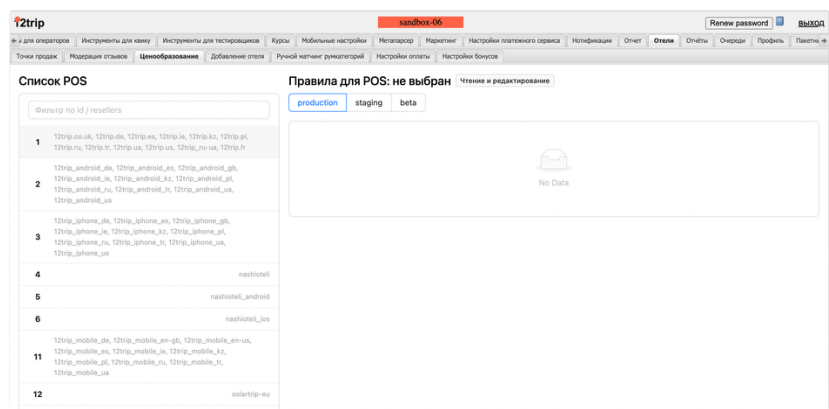 12trip
sandbox-06
Renew password
выход
для операторов Инструменты для квику Инструменты для тестировщиков Курсы Мобильные настройки Метапарсер Маркетинг Настройки платежного сервиса Нотификации Отчет Отели Отчёты Очереди Профиль Пакетн
Точки продаж Модерация отзывов Ценообразование Добавление отеля Ручной матчинг румкатегорий Настройки оплаты Настройки бонусов
Список POS
Правила для POS: не выбран Чтение и редактирование
Фильтр по id / resellers
production staging beta
1
12trip.co.uk, 12trip.de, 12trip.es, 12trip.ie, 12trip.kz, 12trip.pl,
12trip.ru, 12trip.tr, 12trip.ua, 12trip.us, 12trip_ru-ua, 12trip.fr
No Data
2
12trip_android_de, 12trip_android_es, 12trip_android_gb,
12trip_android_ie, 12trip_android_kz, 12trip_android_pl,
12trip_android_ru, 12trip_android_tr, 12trip_android_ua,
12trip_android_us
3
12trip_iphone_de, 12trip_iphone_es, 12trip_iphone_gb,
12trip_iphone_ie, 12trip_iphone_kz, 12trip_iphone_pl,
12trip_iphone_ru, 12trip_iphone_tr, 12trip_iphone_ua,
12trip_iphone_us
4 nashioteli
5 nashioteli_android
6 nashioteli_ios
11
12trip_mobile_de, 12trip_mobile_en-gb, 12trip_mobile_en-us,
12trip_mobile_es, 12trip_mobile_ie, 12trip_mobile_kz,
12trip_mobile_pl, 12trip_mobile_ru, 12trip_mobile_tr,
12trip_mobile_ua
12 solartrip-eu